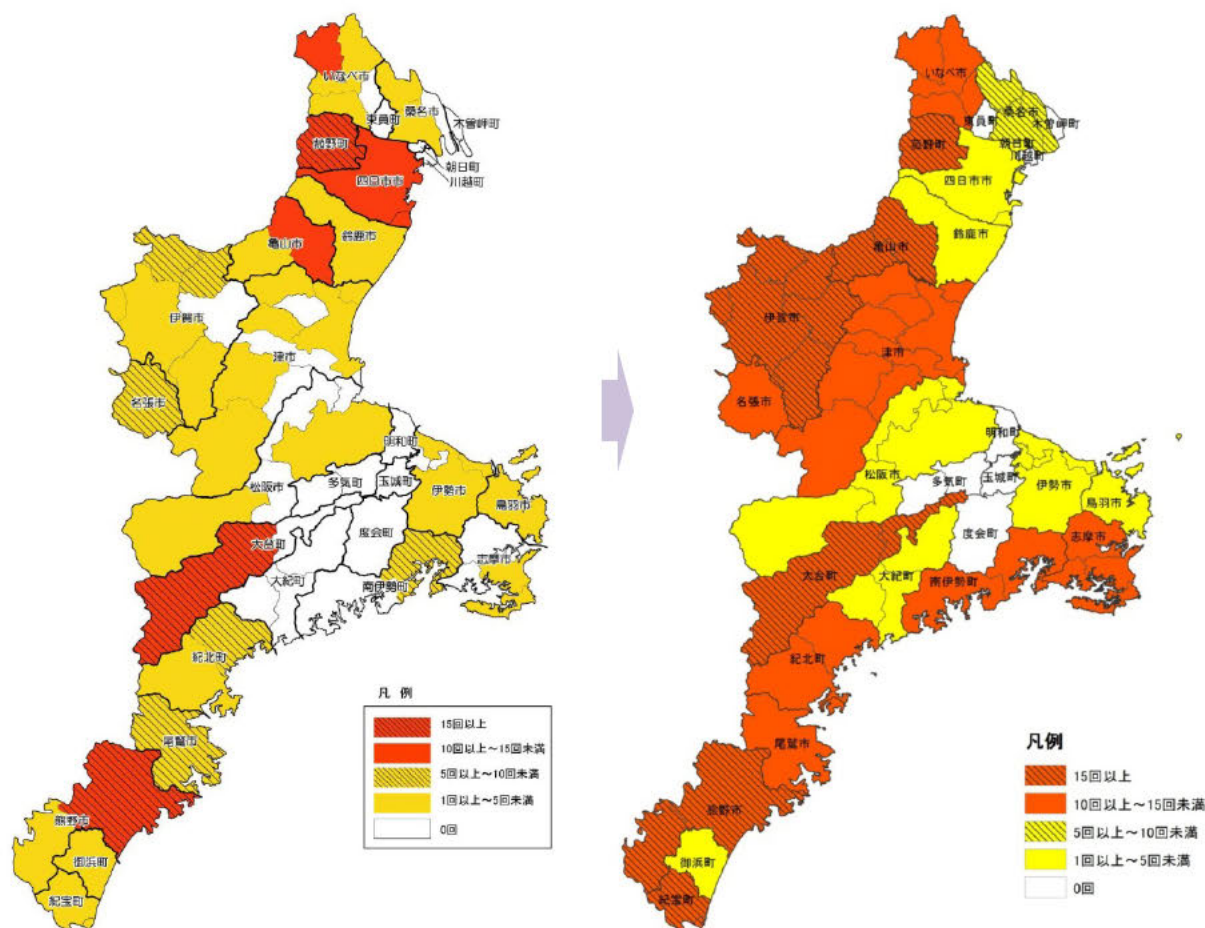 いなべ市
桑名市
東員町
木曽岬町
菰野町
朝日町
川越町
四日市市
亀山市
鈴鹿市
伊賀市
津市
名張市
明和町
松阪市
多気町
玉城町
伊勢市
鳥羽市
度会町
大台町
志摩市
大紀町
南伊勢町
紀北町
尾鷲市
熊野市
御浜町
紀宝町
凡 例
15回以上
10回以上~15回未満
5回以上~10回未満
1回以上~5回未満
0回
いなべ市
桑名市
東員町
木曽岬町
菰野町
朝日町
川越町
四日市市
亀山市
鈴鹿市
伊賀市
津市
名張市
明和町
松阪市
多気町
玉城町
伊勢市
鳥羽市
度会町
志摩市
大台町
大紀町
南伊勢町
紀北町
尾鷲市
熊野市
御浜町
紀宝町
凡例
15回以上
10回以上~15回未満
5回以上~10回未満
1回以上~5回未満
0回